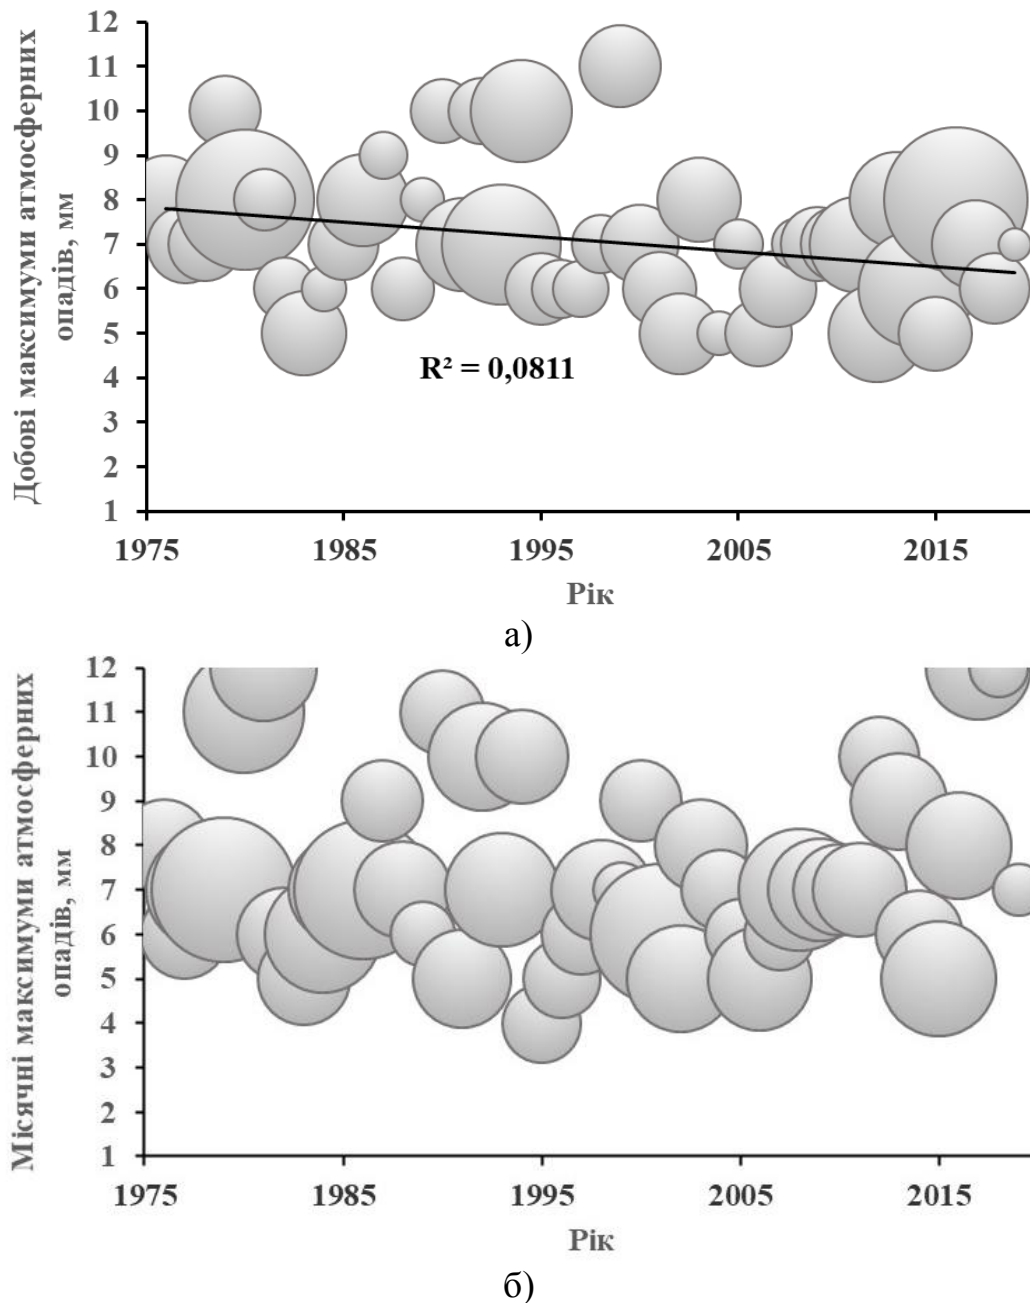 Добові максимуми атмосферних
опадів, мм
12
11
10
9
8
7
6
5
4
3
2
1
R² = 0,0811
1975 1985 1995 2005 2015
Рік
а)
Місячні максимуми атмосферних
опадів, мм
12
11
10
9
8
7
6
5
4
3
2
1
1975 1985 1995 2005 2015
Рік
б)